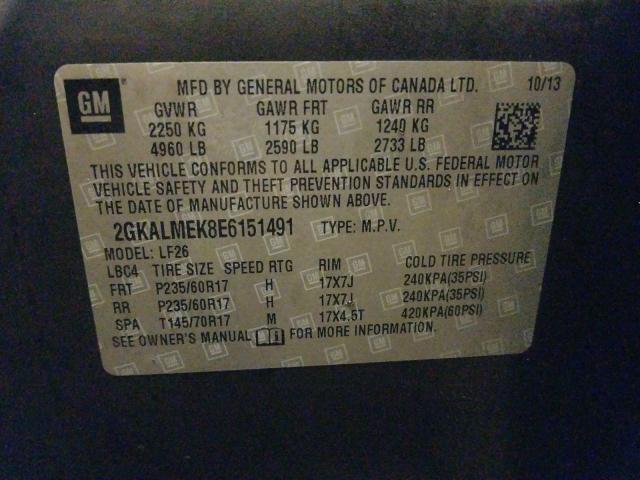 GM
MFD BY GENERAL MOTORS OF CANADA LTD. 10/13
GVWR GAWR FRT GAWR RR
2250 KG 1175 KG 1240 KG
4960 LB 2590 LB 2733 LB
THIS VEHICLE CONFORMS TO ALL APPLICABLE U.S. FEDERAL MOTOR
VEHICLE SAFETY AND THEFT PREVENTION STANDARDS IN EFFECT ON
THE DATE OF MANUFACTURE SHOWN ABOVE.
2GKALMEK8E6151491 TYPE: M.P.V.
MODEL: LF26
LBC4 TIRE SIZE SPEED RTG RIM COLD TIRE PRESSURE
FRT P235/60R17 H 17X7J 240KPA(35PSI)
RR P235/60R17 H 17X7J 240KPA(35PSI)
SPA T145/70R17 M 17X4.5T 420KPA(60PSI)
SEE OWNER'S MANUAL FOR MORE INFORMATION.